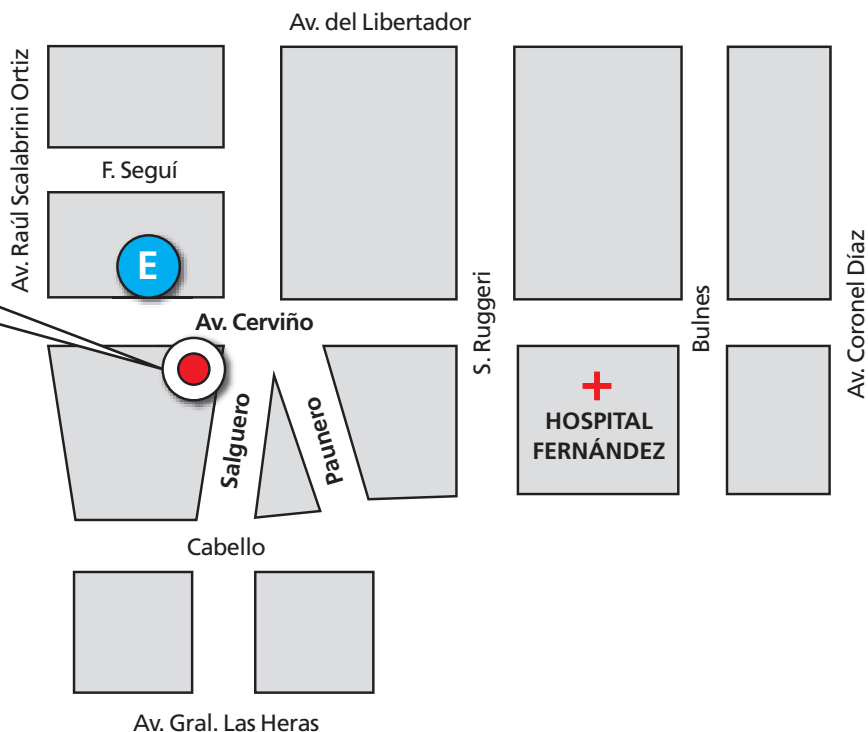 Av. del Libertador
Av. Raúl Scalabrini Ortiz
F. Seguí
E
Av. Cerviño
S. Ruggeri
Bulnes
Av. Coronel Díaz
Salguero
Paunero
HOSPITAL
FERNÁNDEZ
Cabello
Av. Gral. Las Heras